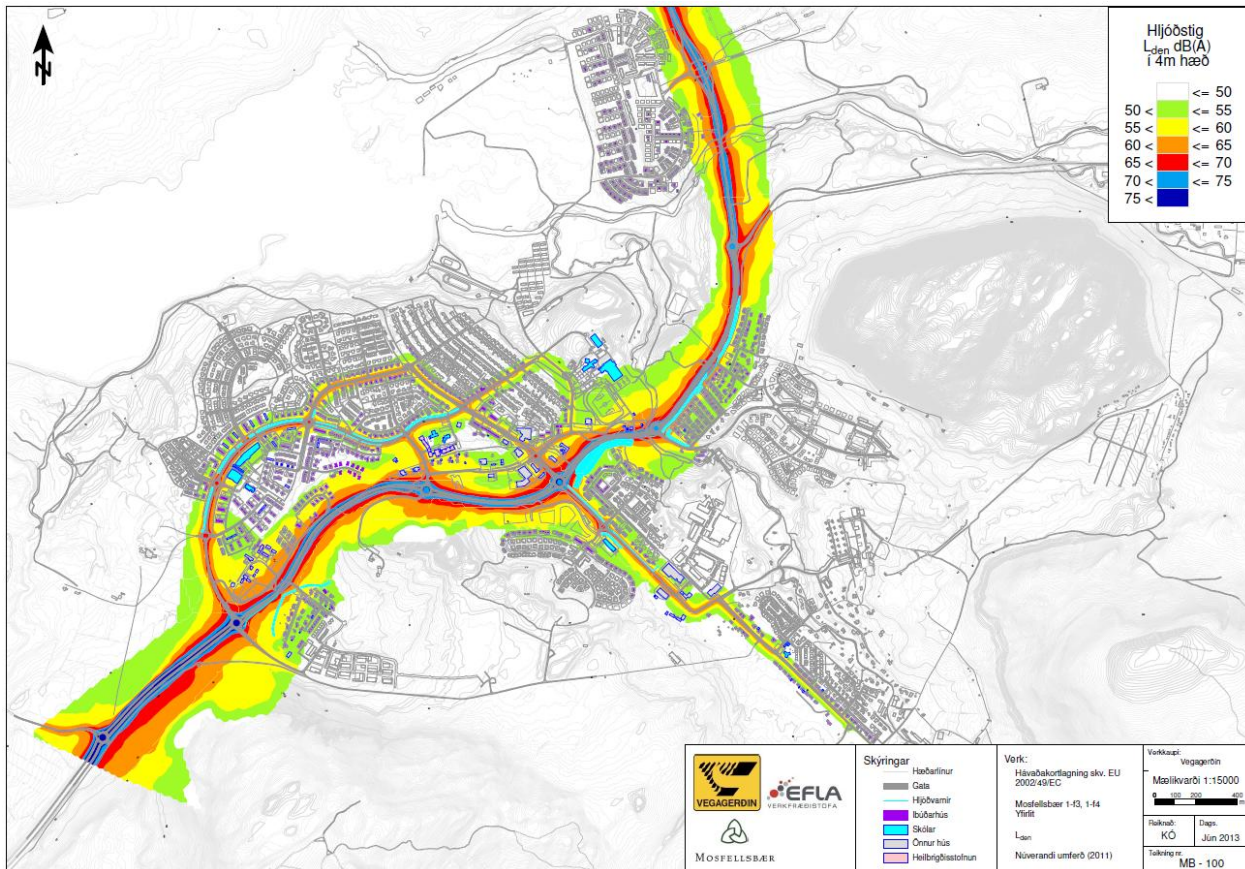 N
Hljóðstig
Lden dB(A)
í 4m hæð
<= 50
50 < <= 55
55 < <= 60
60 < <= 65
65 < <= 70
70 < <= 75
75 <
VEGAGERÐIN
EFLA
VERKFRÆÐISTOFA
MOSFELLSBÆR
Skýringar
Hæðarlínur
Gata
Hljóðvarnir
Íbúðarhús
Skólar
Önnur hús
Heilbrigðisstofnun
Verk:
Hávaðakortlagning skv. EU
2002/49/EC
Mosfellsbær 1-f3, 1-f4
Yfirlit
Lden
Núverandi umferð (2011)
Verkkaupi:
Vegagerðin
Mælikvarði 1:15000
0 100 200 400
m
Reiknað:
KÓ
Dags.
Jún 2013
Teikning nr.
MB - 100